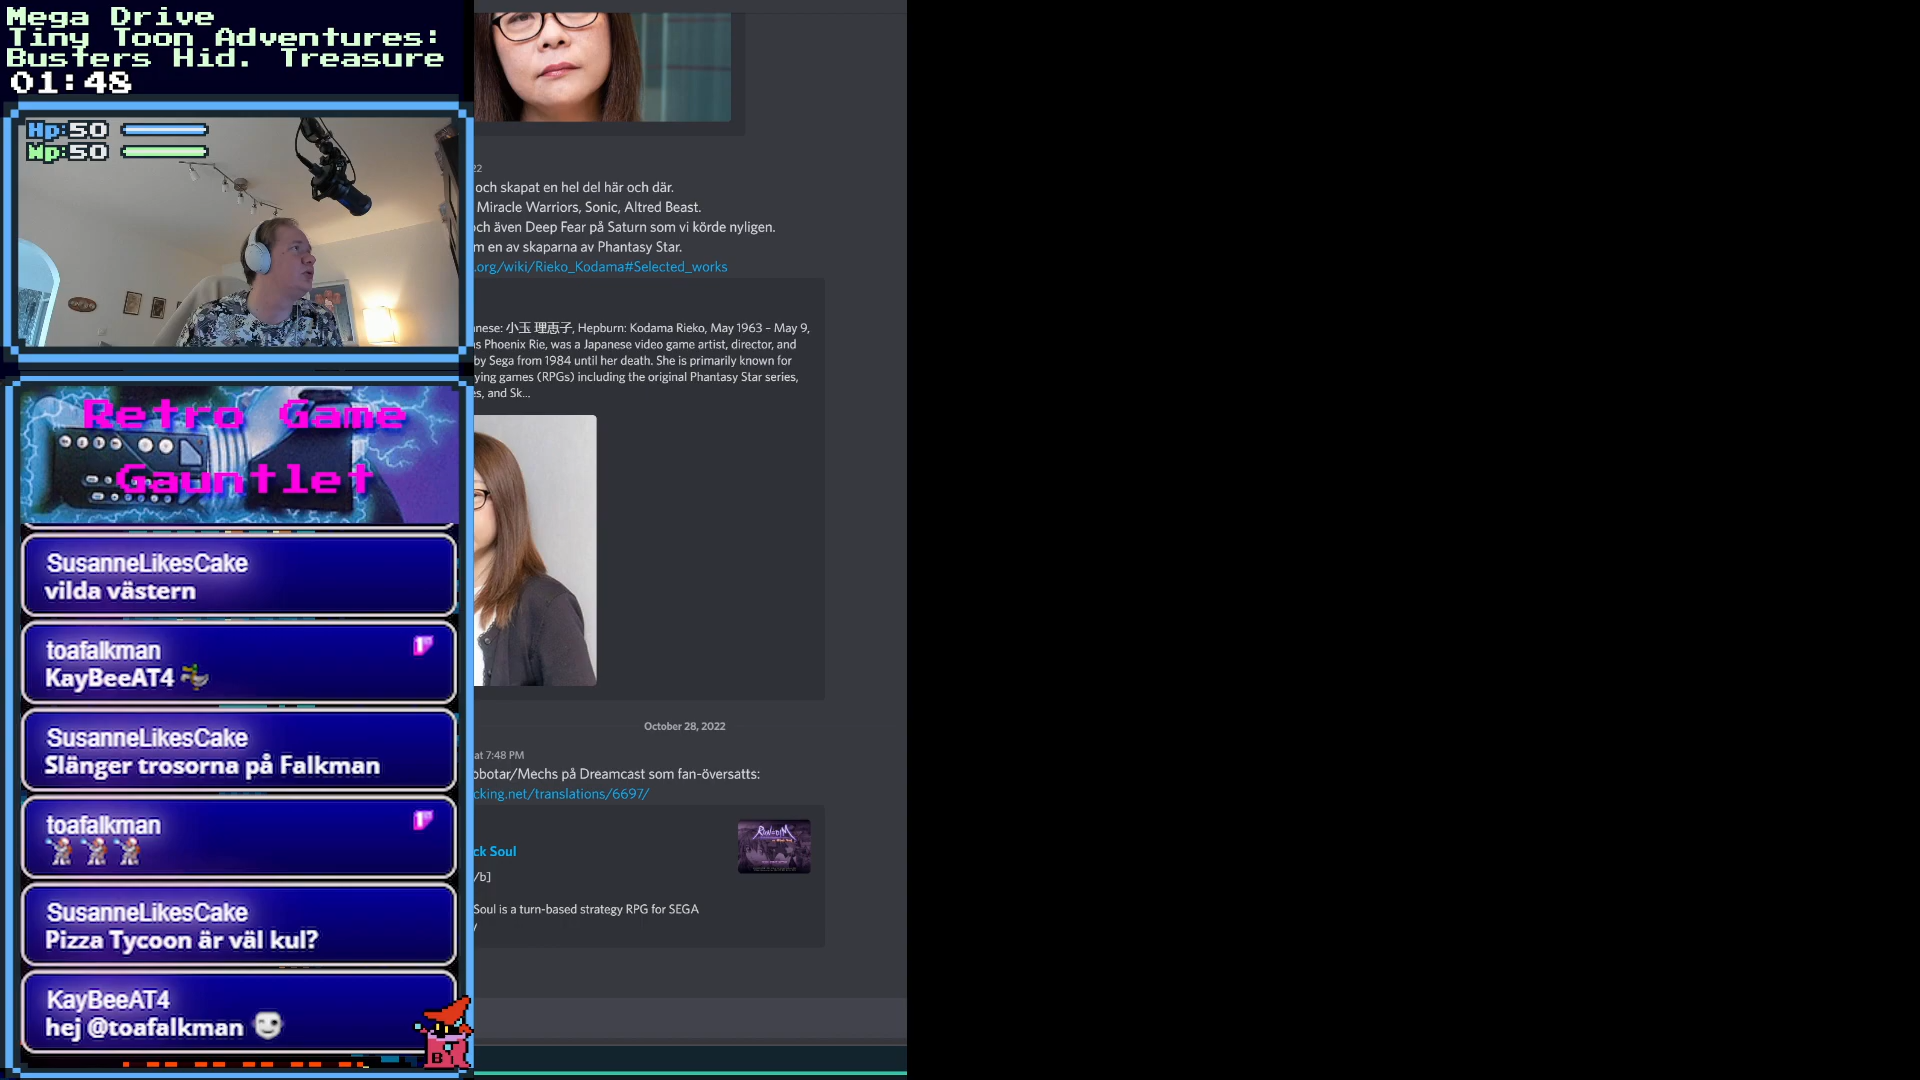 Mega Drive
Tiny Toon Adventures:
Busters Hid. Treasure
01:48
Hp:50
Mp:50
Retro Game
Gauntlet
SusanneLikesCake
vilda västern
toafalkman
KayBeeAT4
SusanneLikesCake
Slänger trosorna på Falkman
toafalkman
SusanneLikesCake
Pizza Tycoon är väl kul?
KayBeeAT4
hej @toafalkman
22
och skapat en hel del här och där.
Miracle Warriors, Sonic, Altred Beast.
och även Deep Fear på Saturn som vi körde nyligen.
m en av skaparna av Phantasy Star.
.org/wiki/Rieko_Kodama#Selected_works
nese: 小玉 理恵子, Hepburn: Kodama Rieko, May 1963 – May 9,
s Phoenix Rie, was a Japanese video game artist, director, and
by Sega from 1984 until her death. She is primarily known for
ying games (RPGs) including the original Phantasy Star series,
s, and Sk...
October 28, 2022
at 7:48 PM
obotar/Mechs på Dreamcast som fan-översatts:
cking.net/translations/6697/
ck Soul
/b]
Soul is a turn-based strategy RPG for SEGA